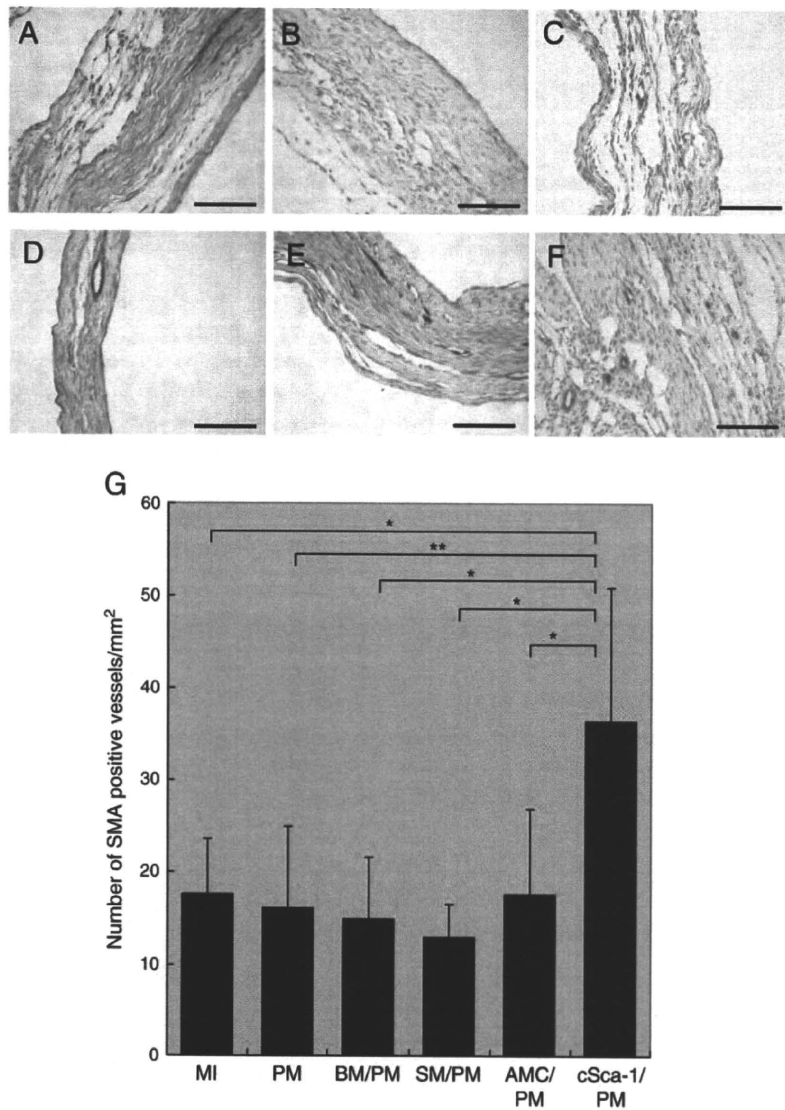 A
B
C
D
E
F
G
60
50
40
30
20
10
0
Number of SMA positive vessels/mm²
*
**
*
*
*
MI
PM
BM/PM
SM/PM
AMC/
PM
cSca-1/
PM